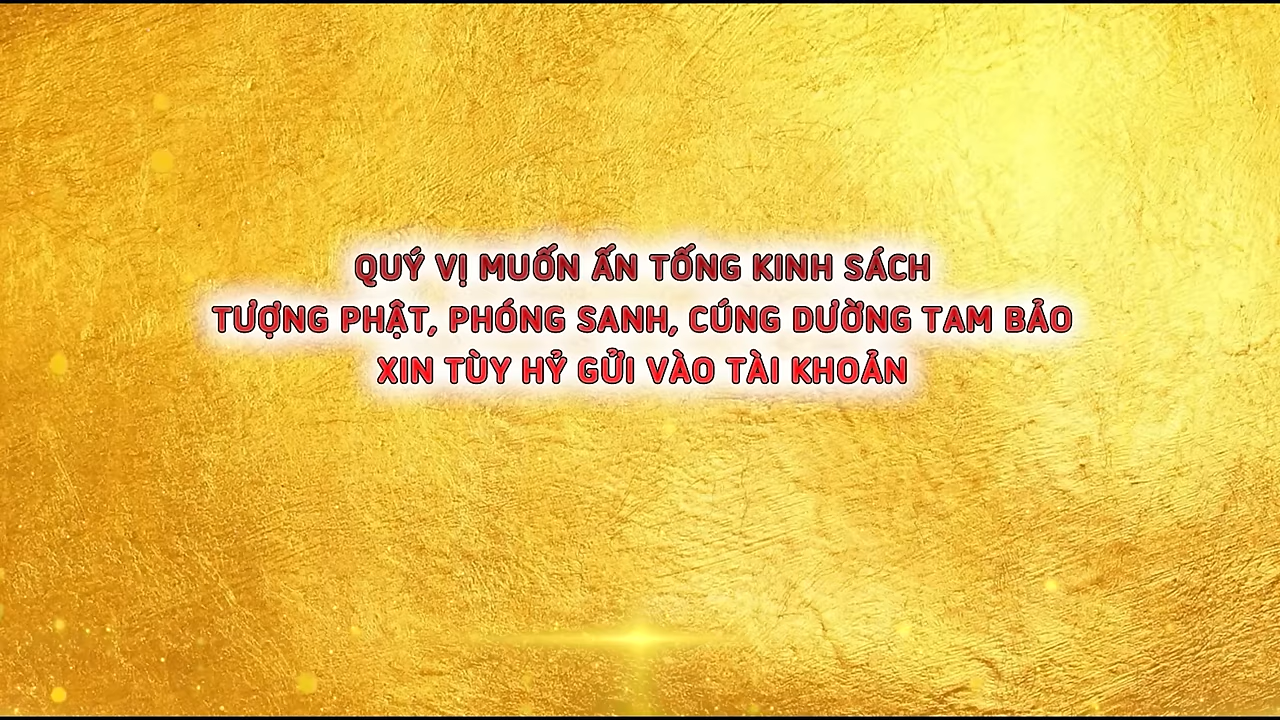 QUÝ VỊ MUỐN ẤN TỐNG KINH SÁCH
TƯỢNG PHẬT, PHÓNG SANH, CÚNG DƯỜNG TAM BẢO
XIN TÙY HỶ GỬI VÀO TÀI KHOẢN